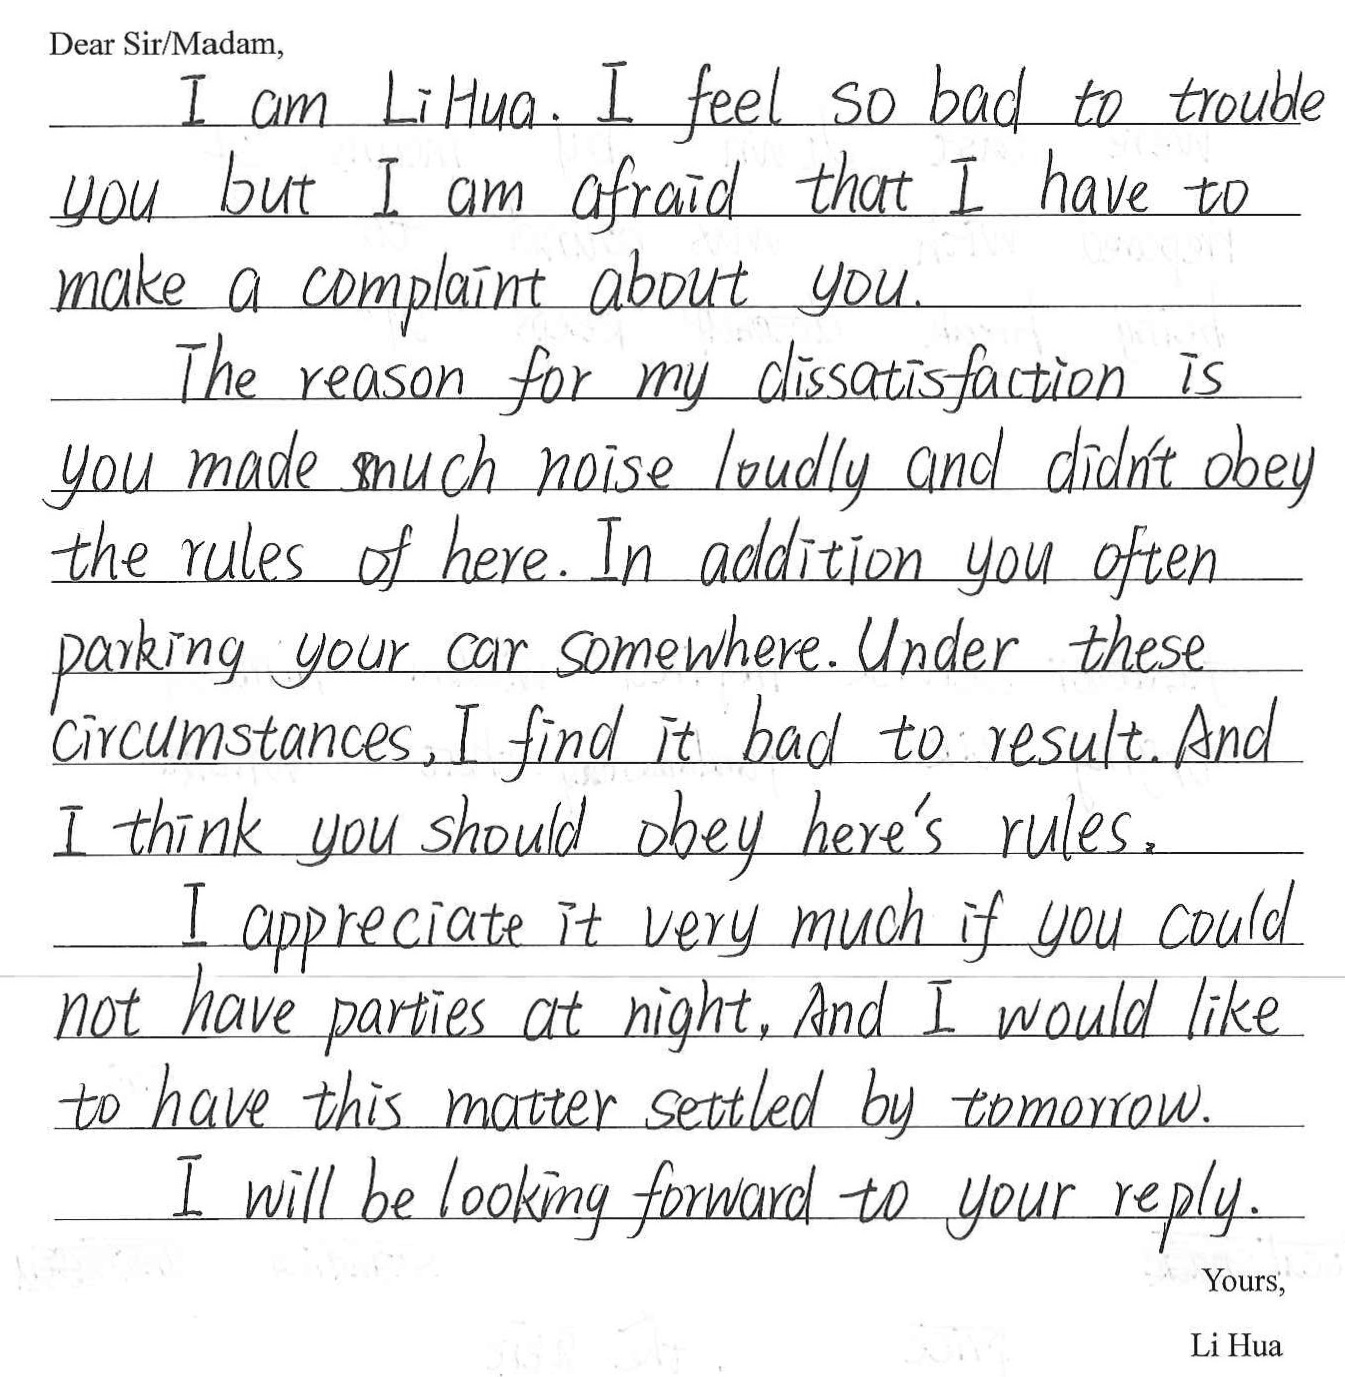 Dear Sir/Madam,
I am Li Hua. I feel so bad to trouble
you but I am afraid that I have to
make a complaint about you.
The reason for my dissatisfaction is
you made much noise loudly and didn't obey
the rules of here. In addition you often
parking your car somewhere. Under these
circumstances, I find it bad to result. And
I think you should obey here's rules.
I appreciate it very much if you could
not have parties at night, And I would like
to have this matter settled by tomorrow.
I will be looking forward to your reply.
Yours,
Li Hua